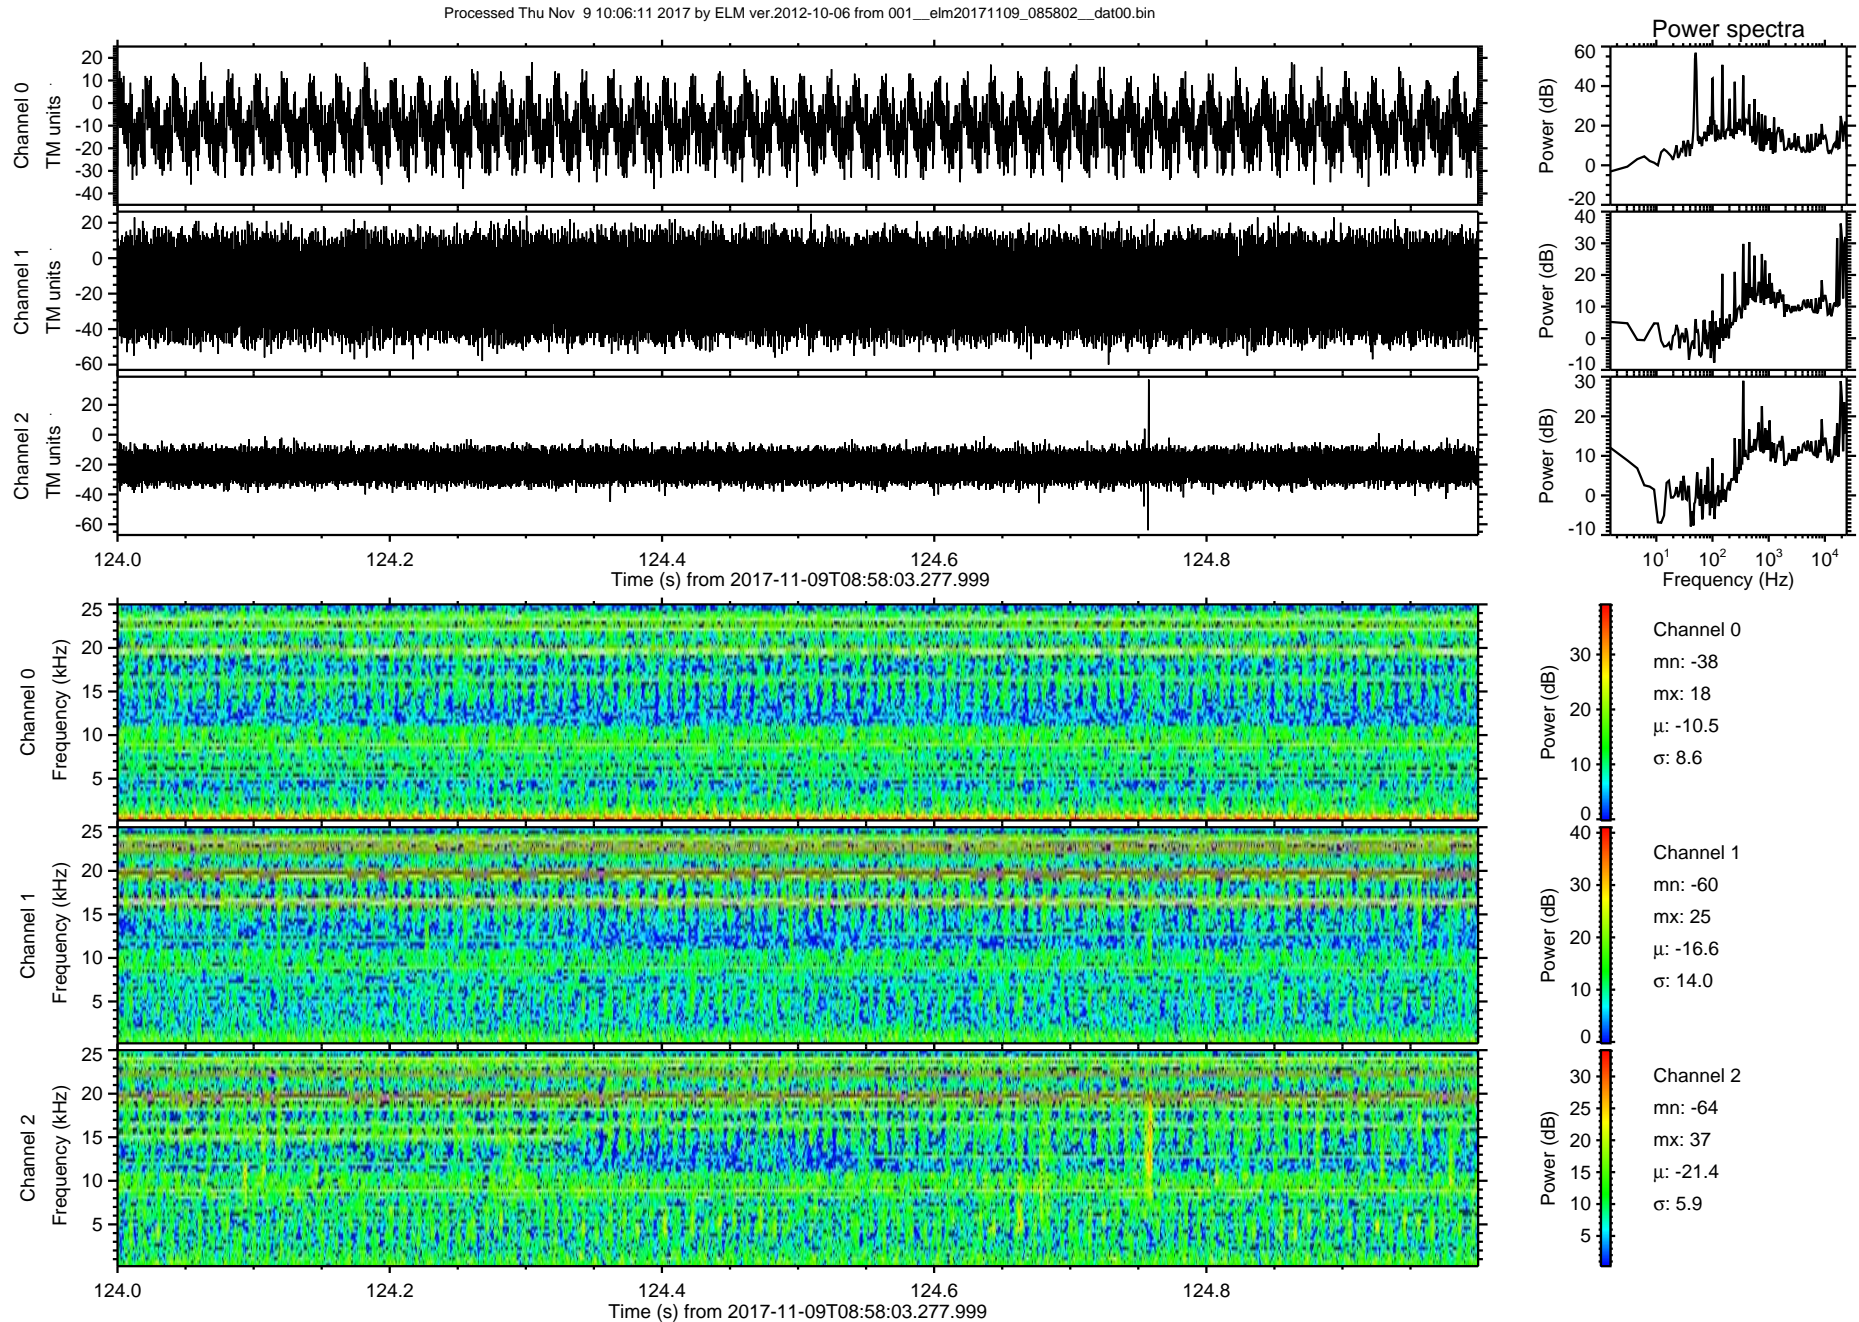 Processed Thu Nov  9 10:06:11 2017 by ELM ver.2012-10-06 from 001__elm20171109_085802__dat00.bin
Power spectra
Channel 0
TM units
20
10
0
-10
-20
-30
-40
Power (dB)
60
40
20
0
-20
Channel 1
TM units
20
0
-20
-40
-60
Power (dB)
40
30
20
10
0
-10
Channel 2
TM units
20
0
-20
-40
-60
Power (dB)
30
20
10
0
-10
124.0
124.2
124.4
124.6
124.8
Time (s) from 2017-11-09T08:58:03.277.999
10¹
10²
10³
10⁴
Frequency (Hz)
Channel 0
Frequency (kHz)
25
20
15
10
5
Power (dB)
30
20
10
0
Channel 0
mn: -38
mx: 18
μ: -10.5
σ: 8.6
Channel 1
Frequency (kHz)
25
20
15
10
5
Power (dB)
40
30
20
10
0
Channel 1
mn: -60
mx: 25
μ: -16.6
σ: 14.0
Channel 2
Frequency (kHz)
25
20
15
10
5
Power (dB)
30
25
20
15
10
5
Channel 2
mn: -64
mx: 37
μ: -21.4
σ: 5.9
124.0
124.2
124.4
124.6
124.8
Time (s) from 2017-11-09T08:58:03.277.999